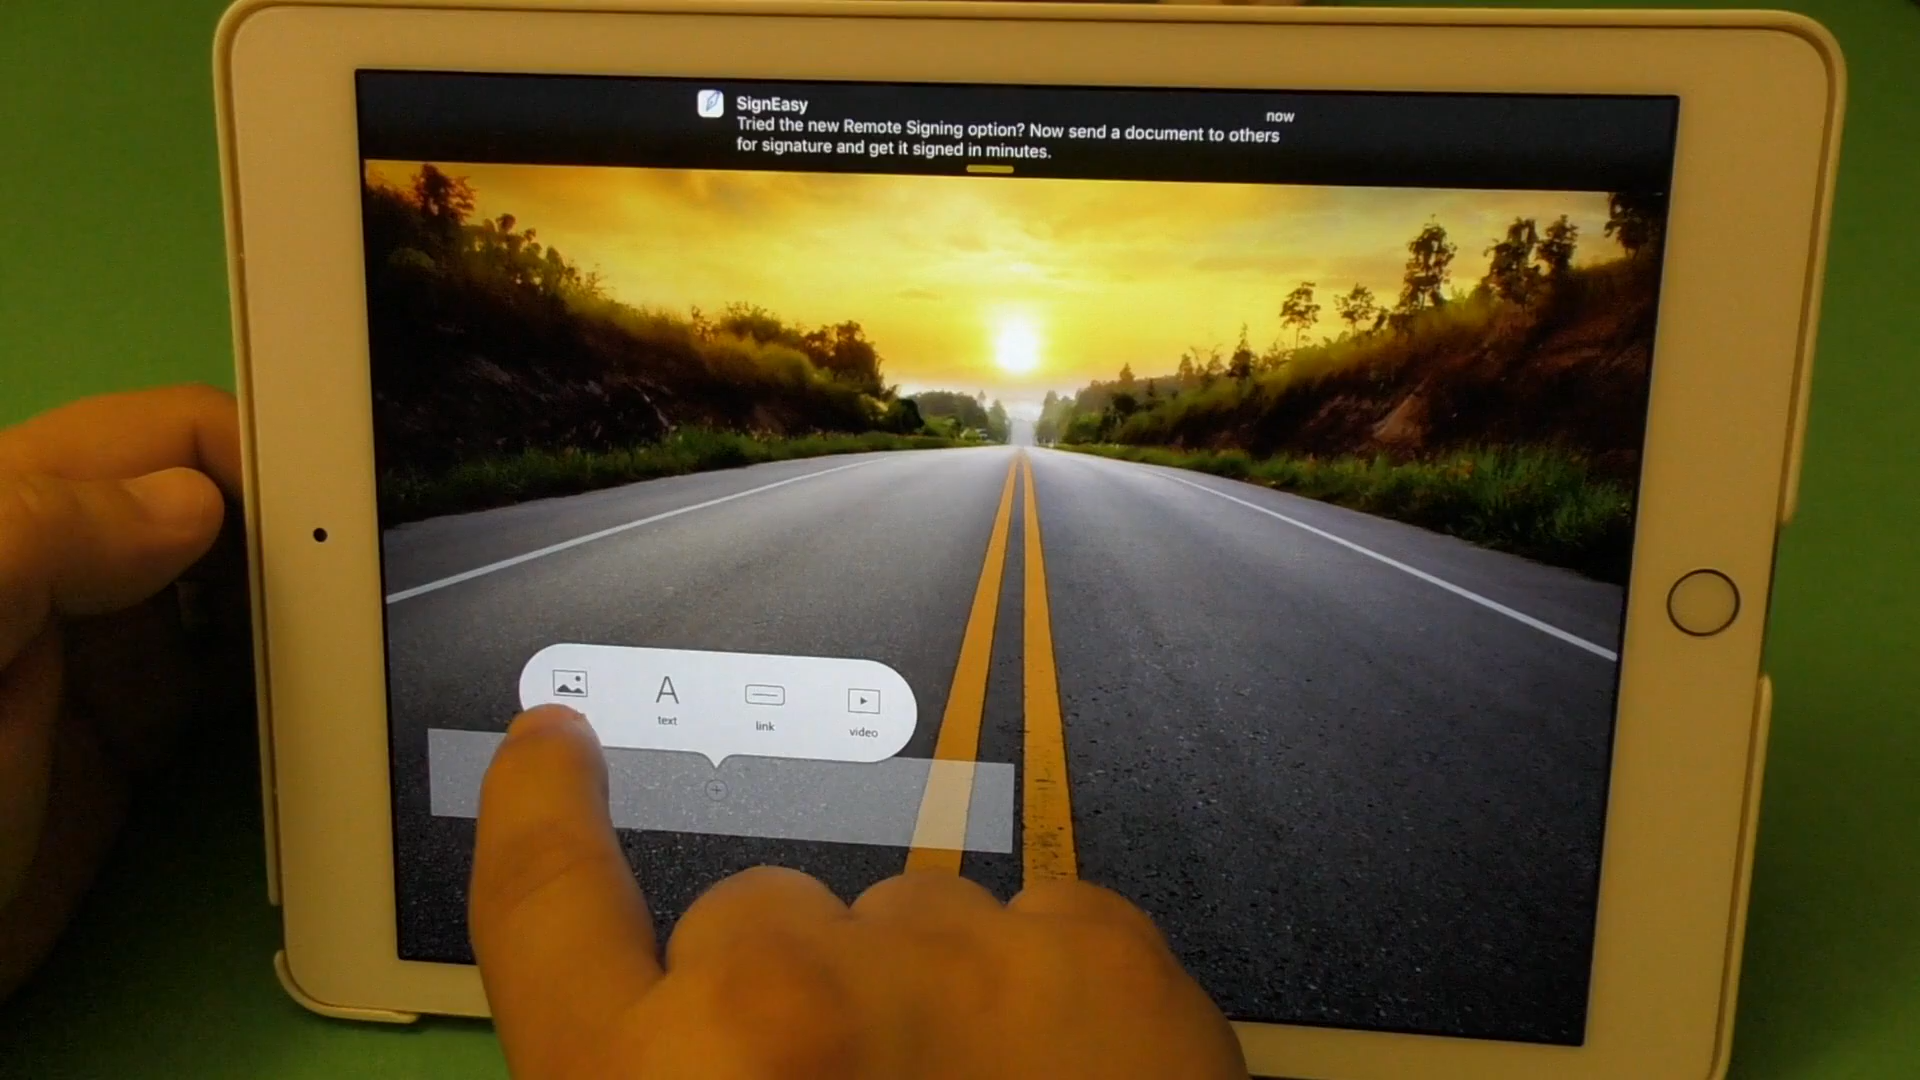 SignEasy
now
Tried the new Remote Signing option? Now send a document to others
for signature and get it signed in minutes.
A
text
link
video